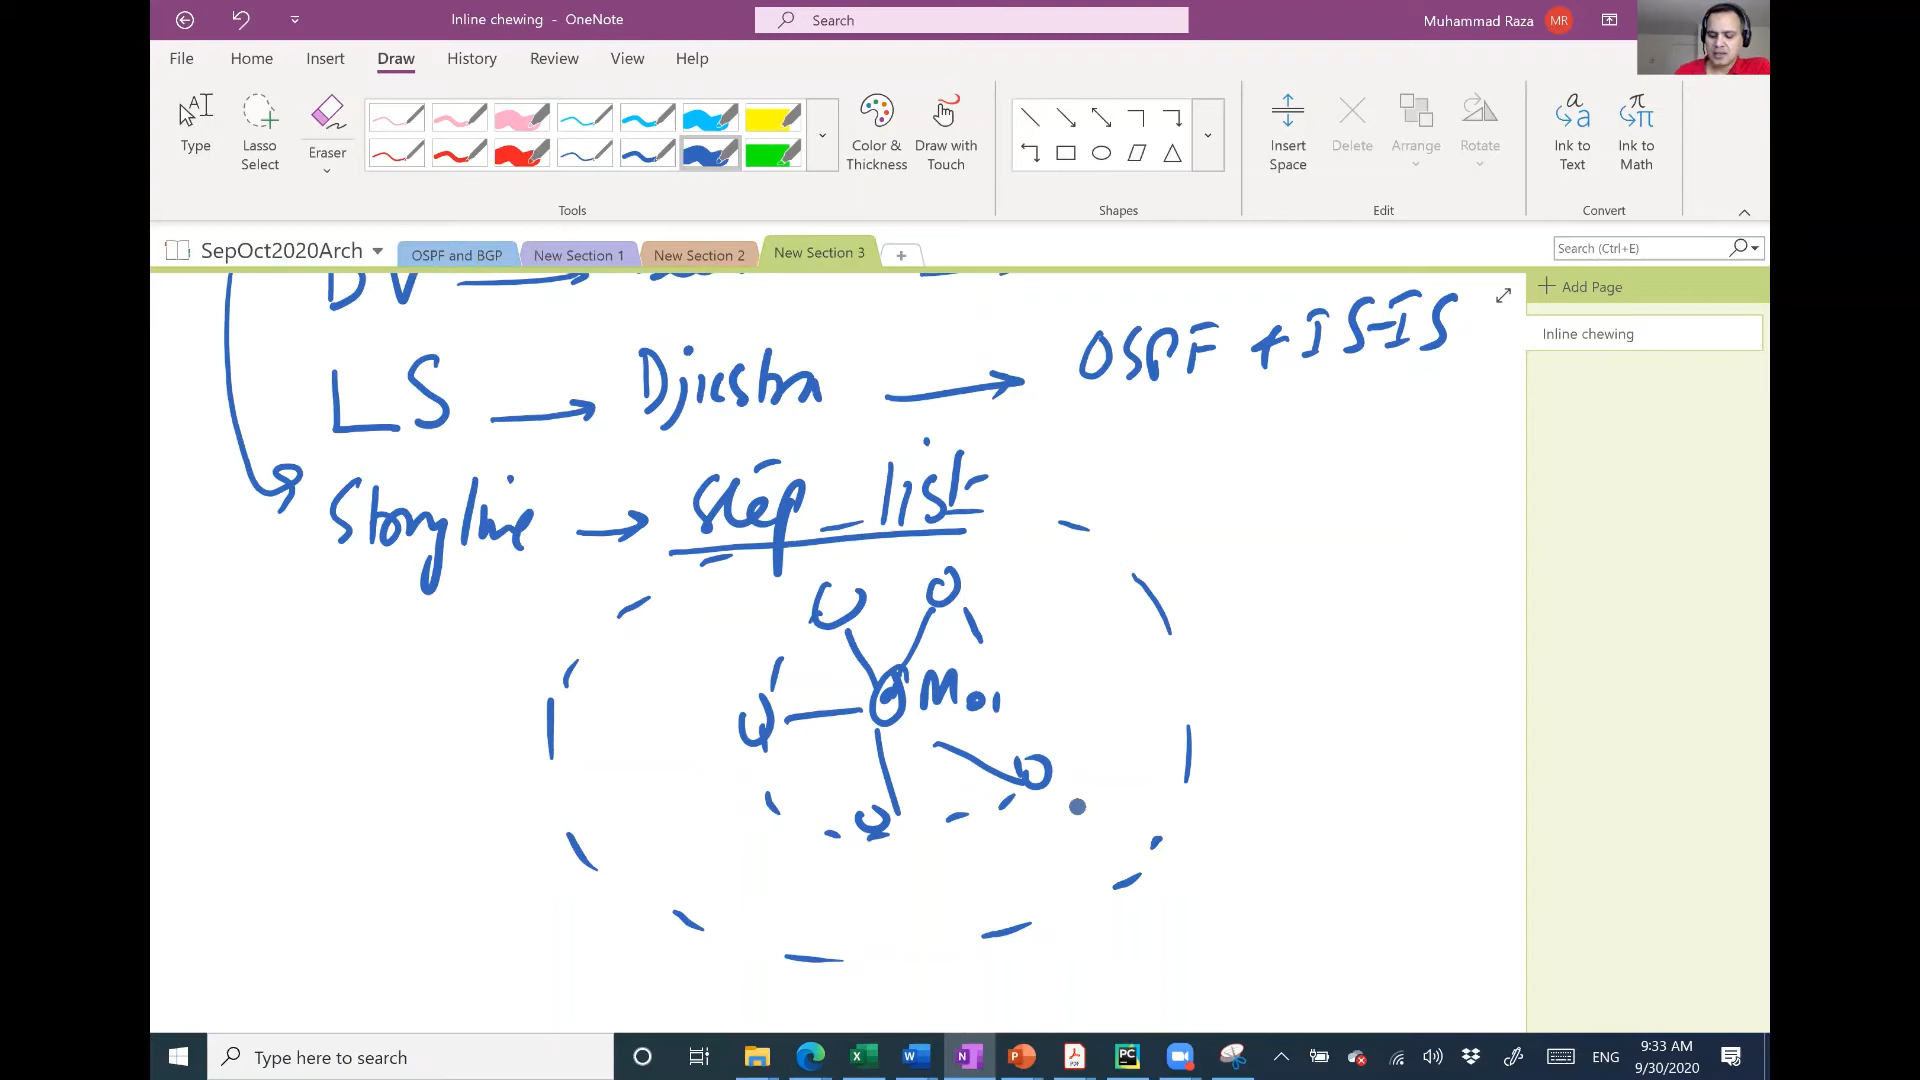 Inline chewing - OneNote
Search
Muhammad Raza
MR
File Home Insert Draw History Review View Help
Type
Lasso Select
Eraser
Color & Thickness
Draw with Touch
Insert Space
Delete
Arrange
Rotate
Ink to Text
Ink to Math
Tools
Shapes
Edit
Convert
SepOct2020Arch
OSPF and BGP
New Section 1
New Section 2
New Section 3
Search (Ctrl+E)
Add Page
Inline chewing
DV
LS → Djicstra → OSPF + IS-IS
Storyline → step_list
Moi
Type here to search
ENG
9:33 AM
9/30/2020